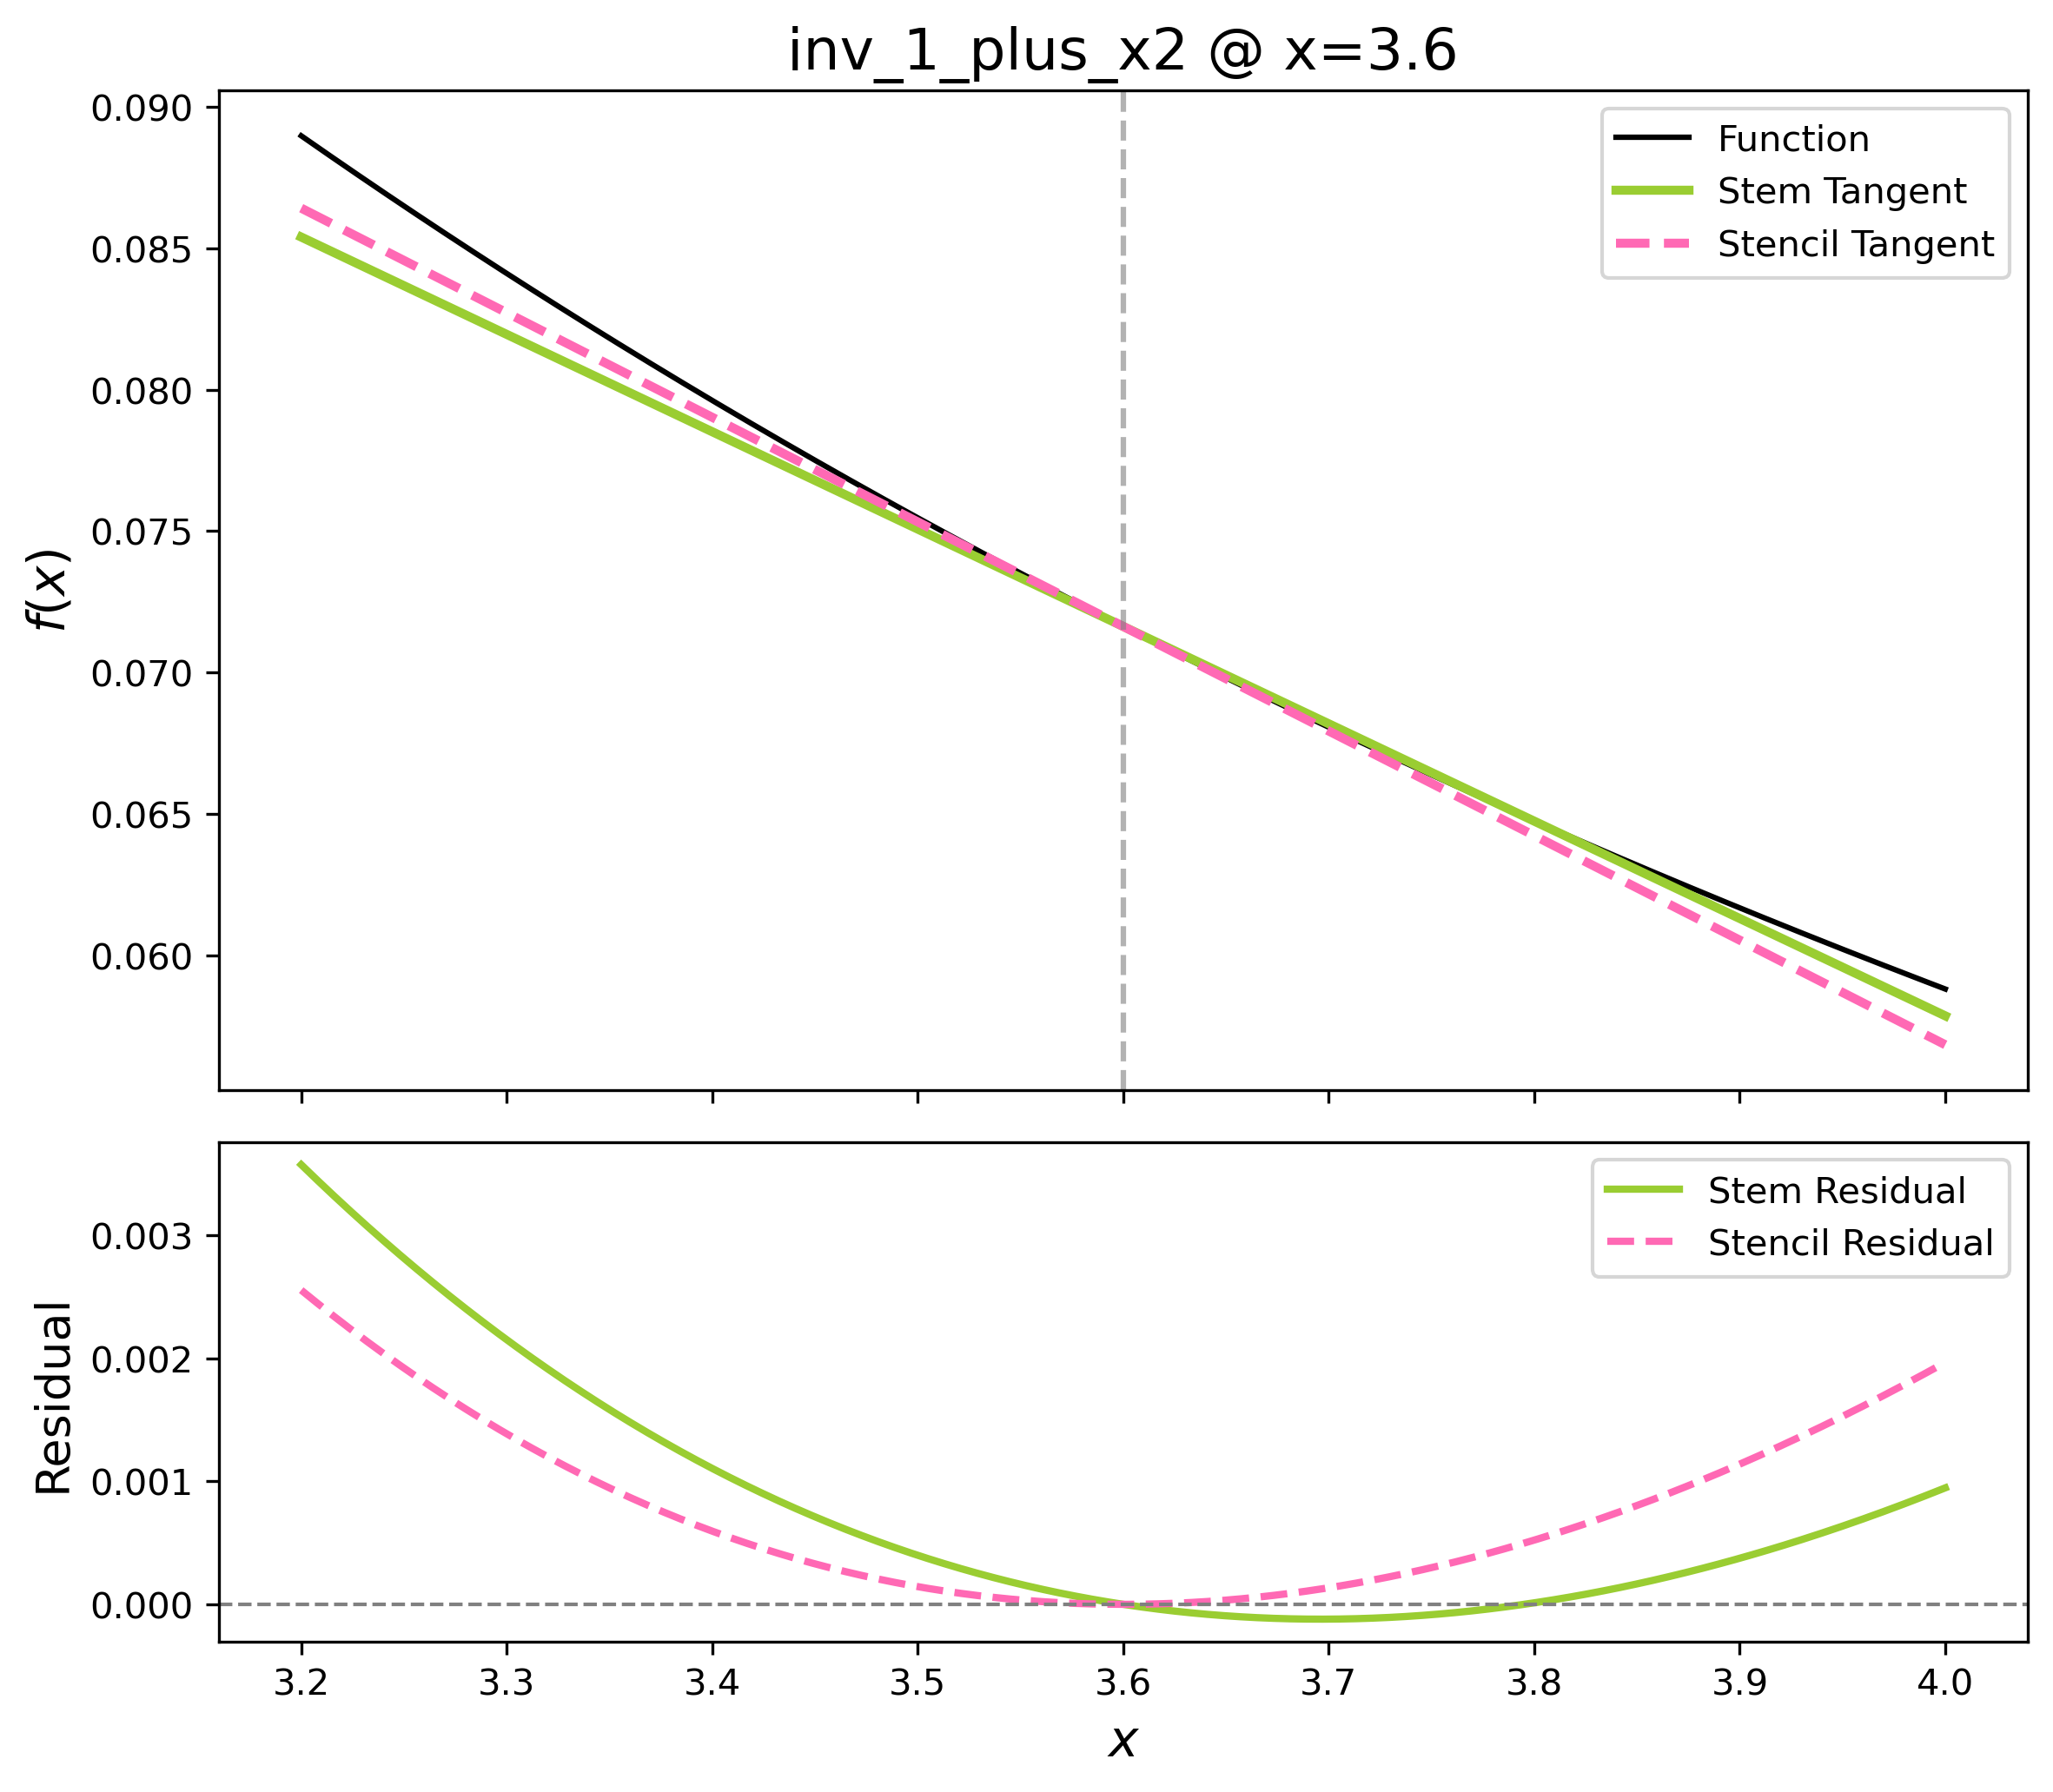 inv_1_plus_x2 @ x=3.6
0.090
0.085
0.080
0.075
0.070
0.065
0.060
f(x)
Function
Stem Tangent
Stencil Tangent
0.003
0.002
0.001
0.000
Residual
Stem Residual
Stencil Residual
3.2 3.3 3.4 3.5 3.6 3.7 3.8 3.9 4.0
x